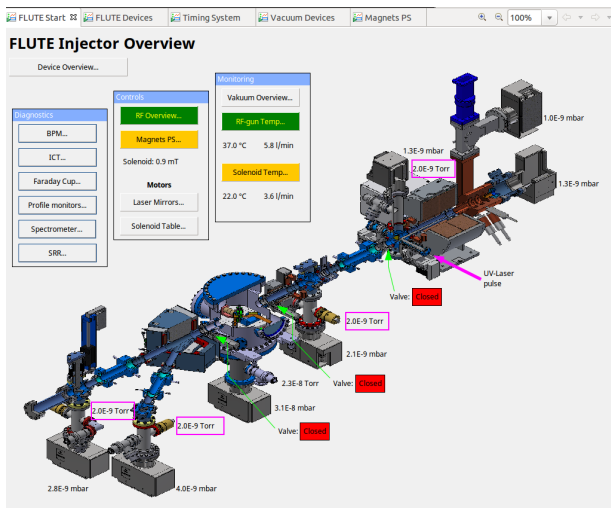 FLUTE Start
FLUTE Devices
Timing System
Vacuum Devices
Magnets PS
100%
FLUTE Injector Overview
Device Overview...
Diagnostics
BPM...
ICT...
Faraday Cup...
Profile monitors...
Spectrometer...
SRR...
Controls
RF Overview...
Magnets PS...
Solenoid: 0.9 mT
Motors
Laser Mirrors...
Solenoid Table...
Monitoring
Vakuum Overview...
RF-gun Temp...
37.0 °C 5.8 l/min
Solenoid Temp...
22.0 °C 3.6 l/min
1.0E-9 mbar
1.3E-9 mbar
2.0E-9 Torr
1.3E-9 mbar
UV-Laser
pulse
Valve: Closed
2.0E-9 Torr
2.1E-9 mbar
2.3E-8 Torr
Valve: Closed
3.1E-8 mbar
2.0E-9 Torr
2.0E-9 Torr
Valve: Closed
2.8E-9 mbar
4.0E-9 mbar